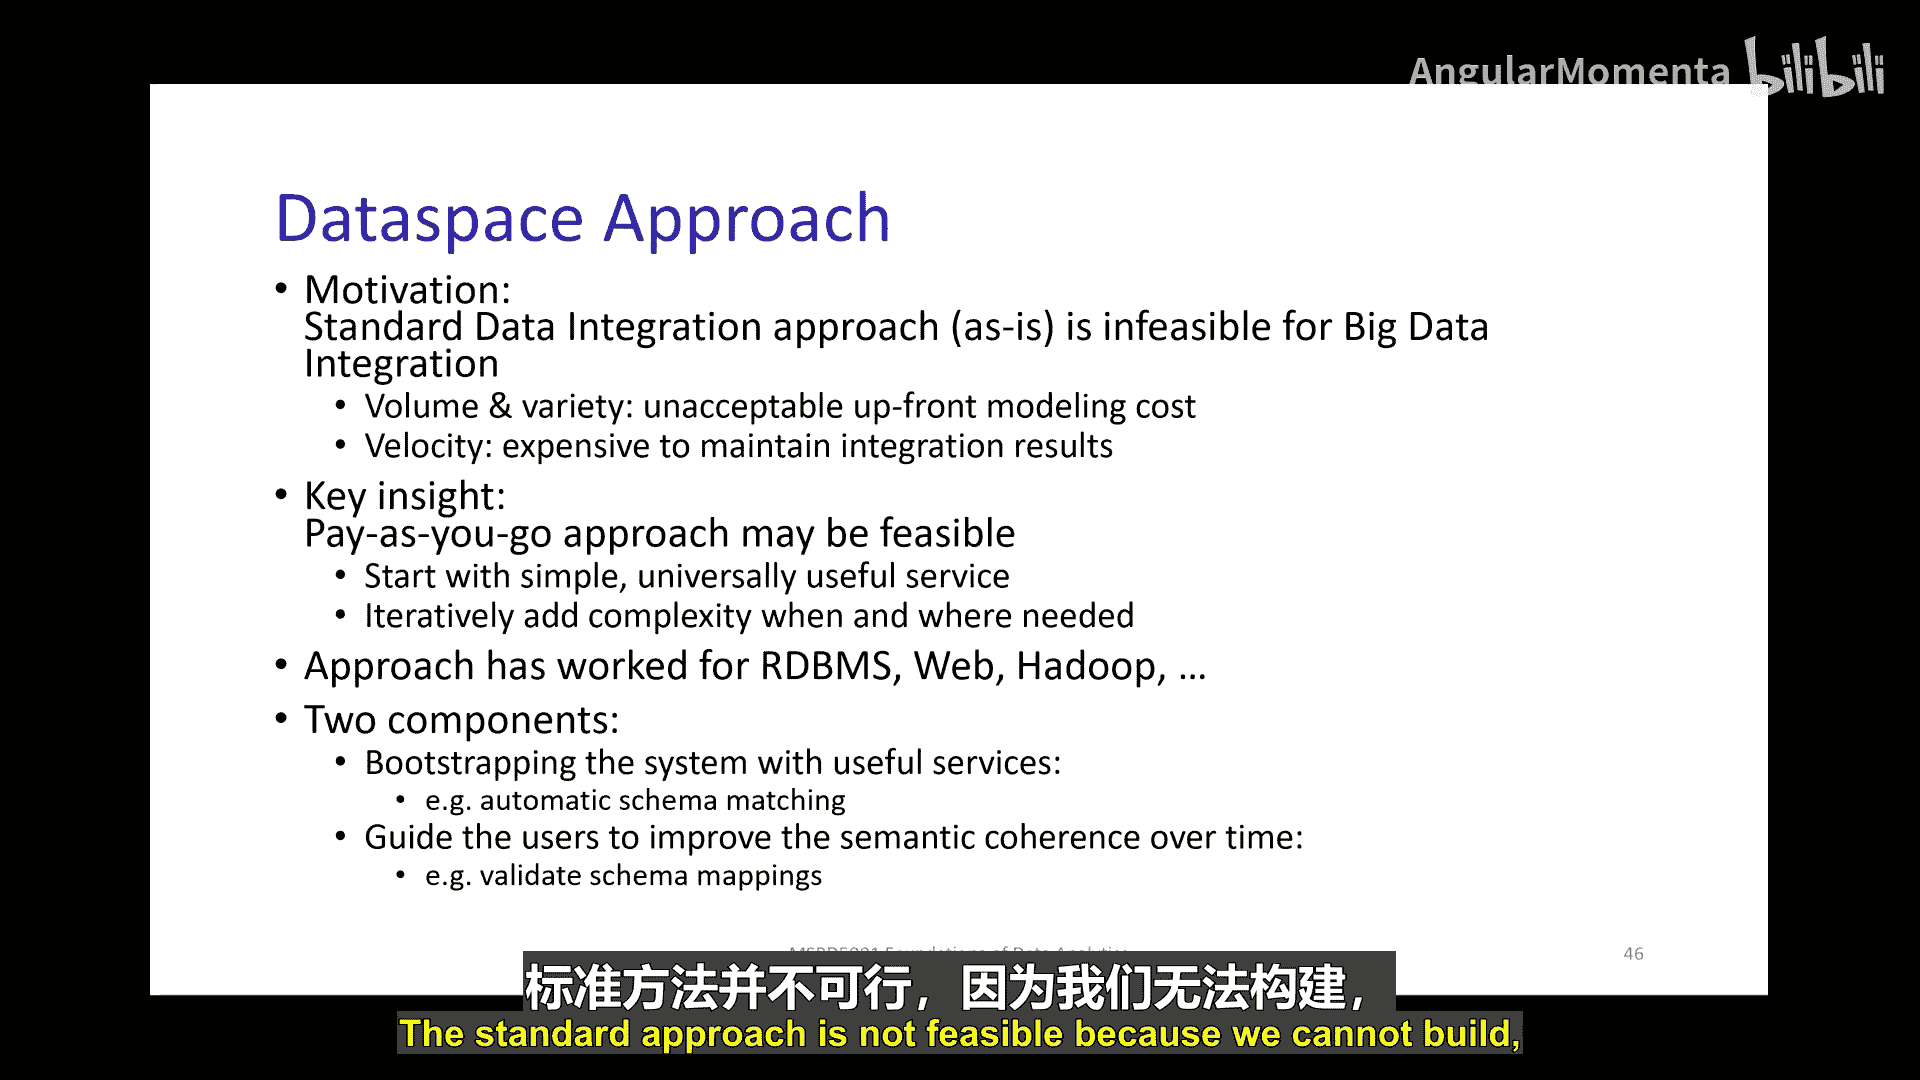 AngularMomenta bilibili
Dataspace Approach
• Motivation:
Standard Data Integration approach (as-is) is infeasible for Big Data
Integration
• Volume & variety: unacceptable up-front modeling cost
• Velocity: expensive to maintain integration results
• Key insight:
Pay-as-you-go approach may be feasible
• Start with simple, universally useful service
• Iteratively add complexity when and where needed
• Approach has worked for RDBMS, Web, Hadoop, …
• Two components:
• Bootstrapping the system with useful services:
• e.g. automatic schema matching
• Guide the users to improve the semantic coherence over time:
• e.g. validate schema mappings
46
标准方法并不可行，因为我们无法构建，
The standard approach is not feasible because we cannot build,